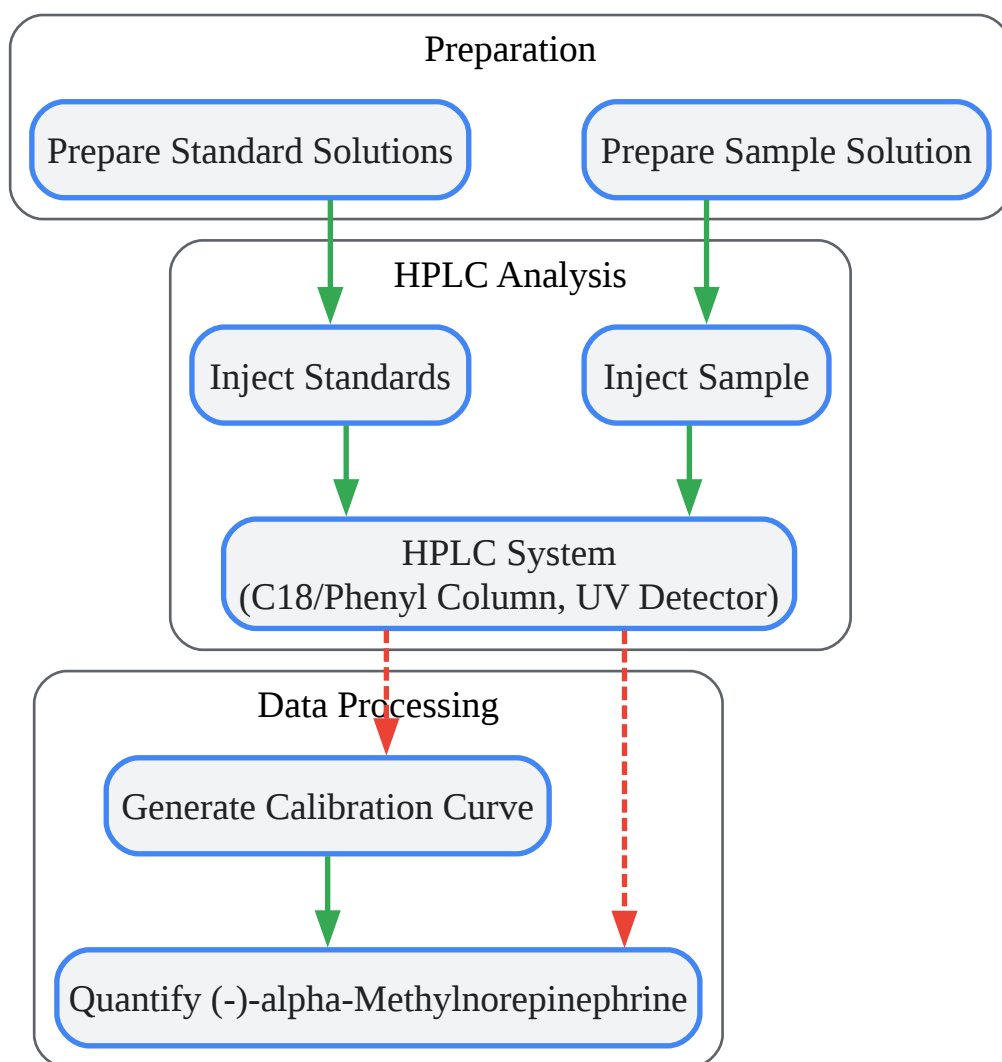 Preparation
Prepare Standard Solutions
Prepare Sample Solution
HPLC Analysis
Inject Standards
Inject Sample
HPLC System
(C18/Phenyl Column, UV Detector)
Data Processing
Generate Calibration Curve
Quantify (-)-alpha-Methylnorepinephrine